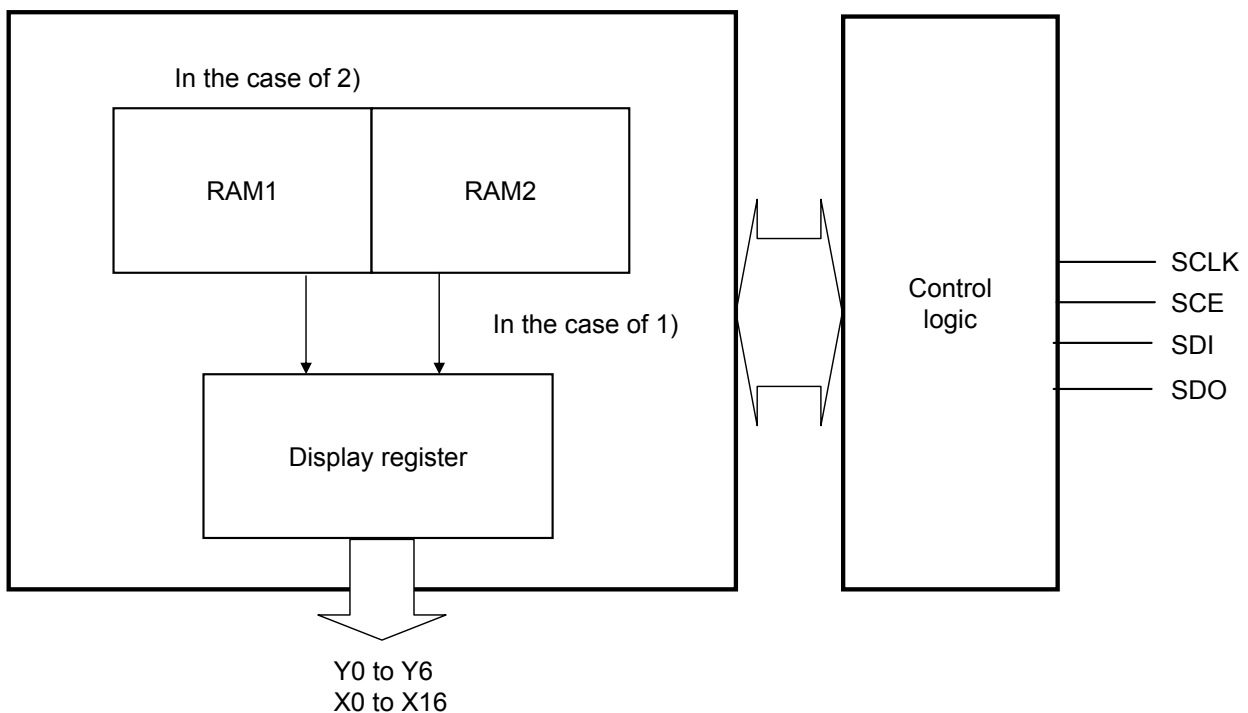 In the case of 2)
RAM1
RAM2
In the case of 1)
Display register
Y0 to Y6
X0 to X16
Control
logic
SCLK
SCE
SDI
SDO